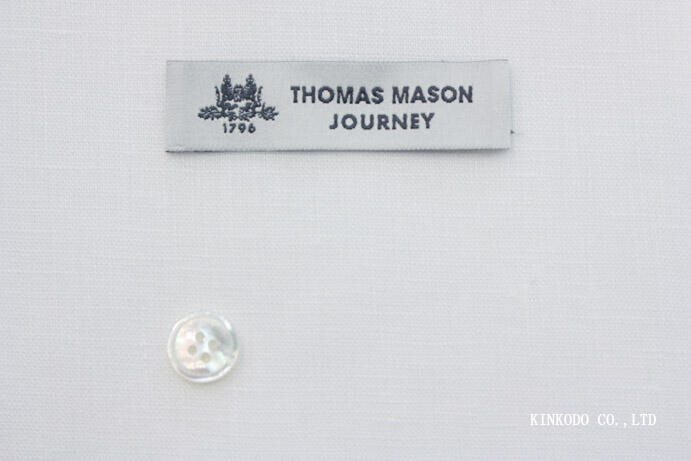 THOMAS MASON
JOURNEY
1796
KINKODO CO.,LTD